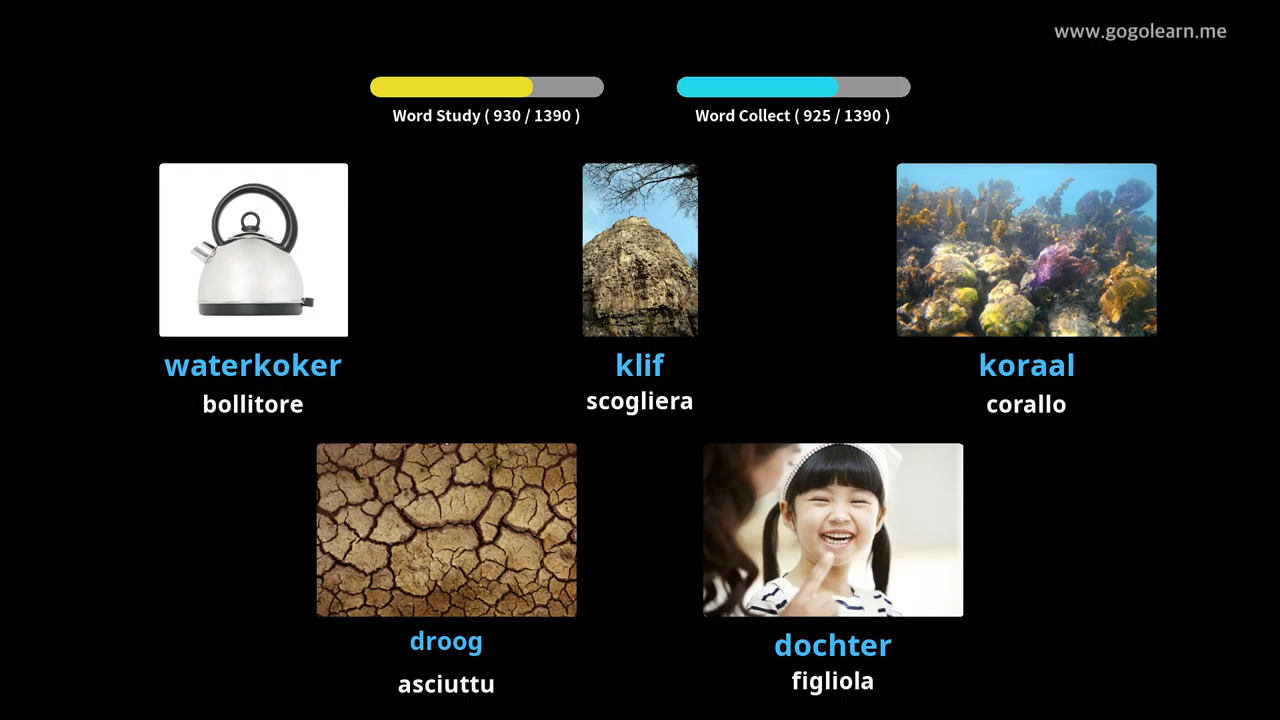 www.gogolearn.me
Word Study ( 930 / 1390 )
Word Collect ( 925 / 1390 )
waterkoker
bollitore
klif
scogliera
koraal
corallo
droog
asciuttu
dochter
figliola